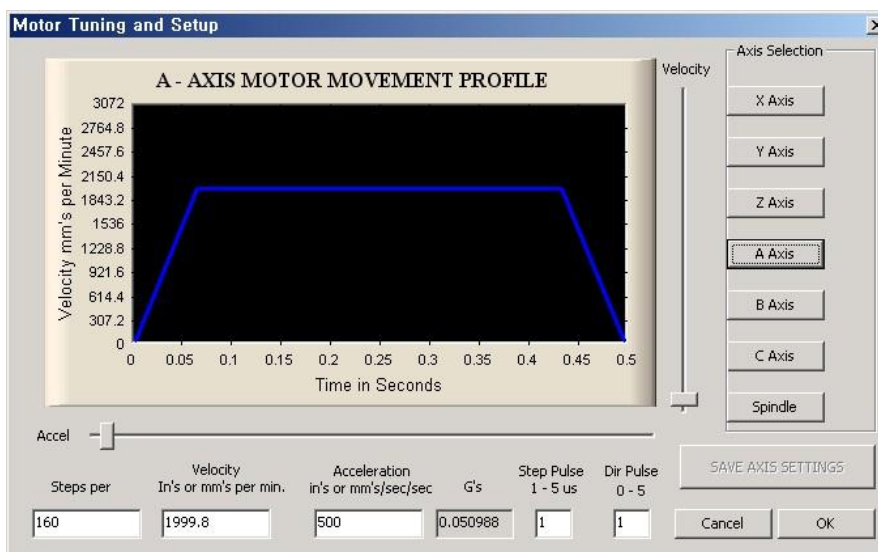 Motor Tuning and Setup
A - AXIS MOTOR MOVEMENT PROFILE
Velocity mm's per Minute
3072
2764.8
2457.6
2150.4
1843.2
1536
1228.8
921.6
614.4
307.2
0
0 0.05 0.1 0.15 0.2 0.25 0.3 0.35 0.4 0.45 0.5
Time in Seconds
Velocity
Axis Selection
X Axis
Y Axis
Z Axis
A Axis
B Axis
C Axis
Spindle
Accel
Steps per
160
Velocity
In's or mm's per min.
1999.8
Acceleration
in's or mm's/sec/sec
500
G's
0.050988
Step Pulse
1 - 5 us
1
Dir Pulse
0 - 5
1
SAVE AXIS SETTINGS
Cancel
OK